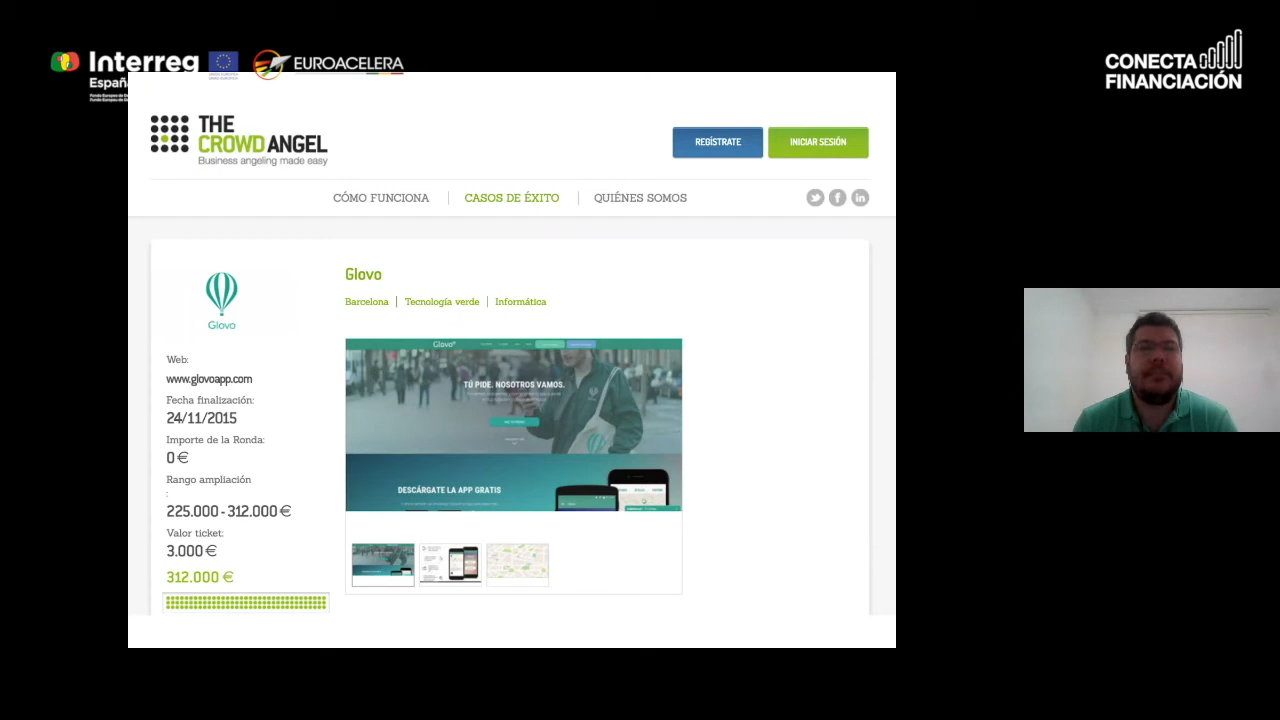 Interreg
Españ
EUROACELERA
CONECTA
FINANCIACIÓN
THE
CROWD ANGEL
Business angeling made easy
REGÍSTRATE
INICIAR SESIÓN
CÓMO FUNCIONA
CASOS DE ÉXITO
QUIÉNES SOMOS
Glovo
Web:
www.glovoapp.com
Fecha finalización:
24/11/2015
Importe de la Ronda:
0 €
Rango ampliación
:
225.000 - 312.000 €
Valor ticket:
3.000 €
312.000 €
Glovo
Barcelona
Tecnología verde
Informática
Glovo
TÚ PIDE. NOSOTROS VAMOS.
DESCÁRGATE LA APP GRATIS